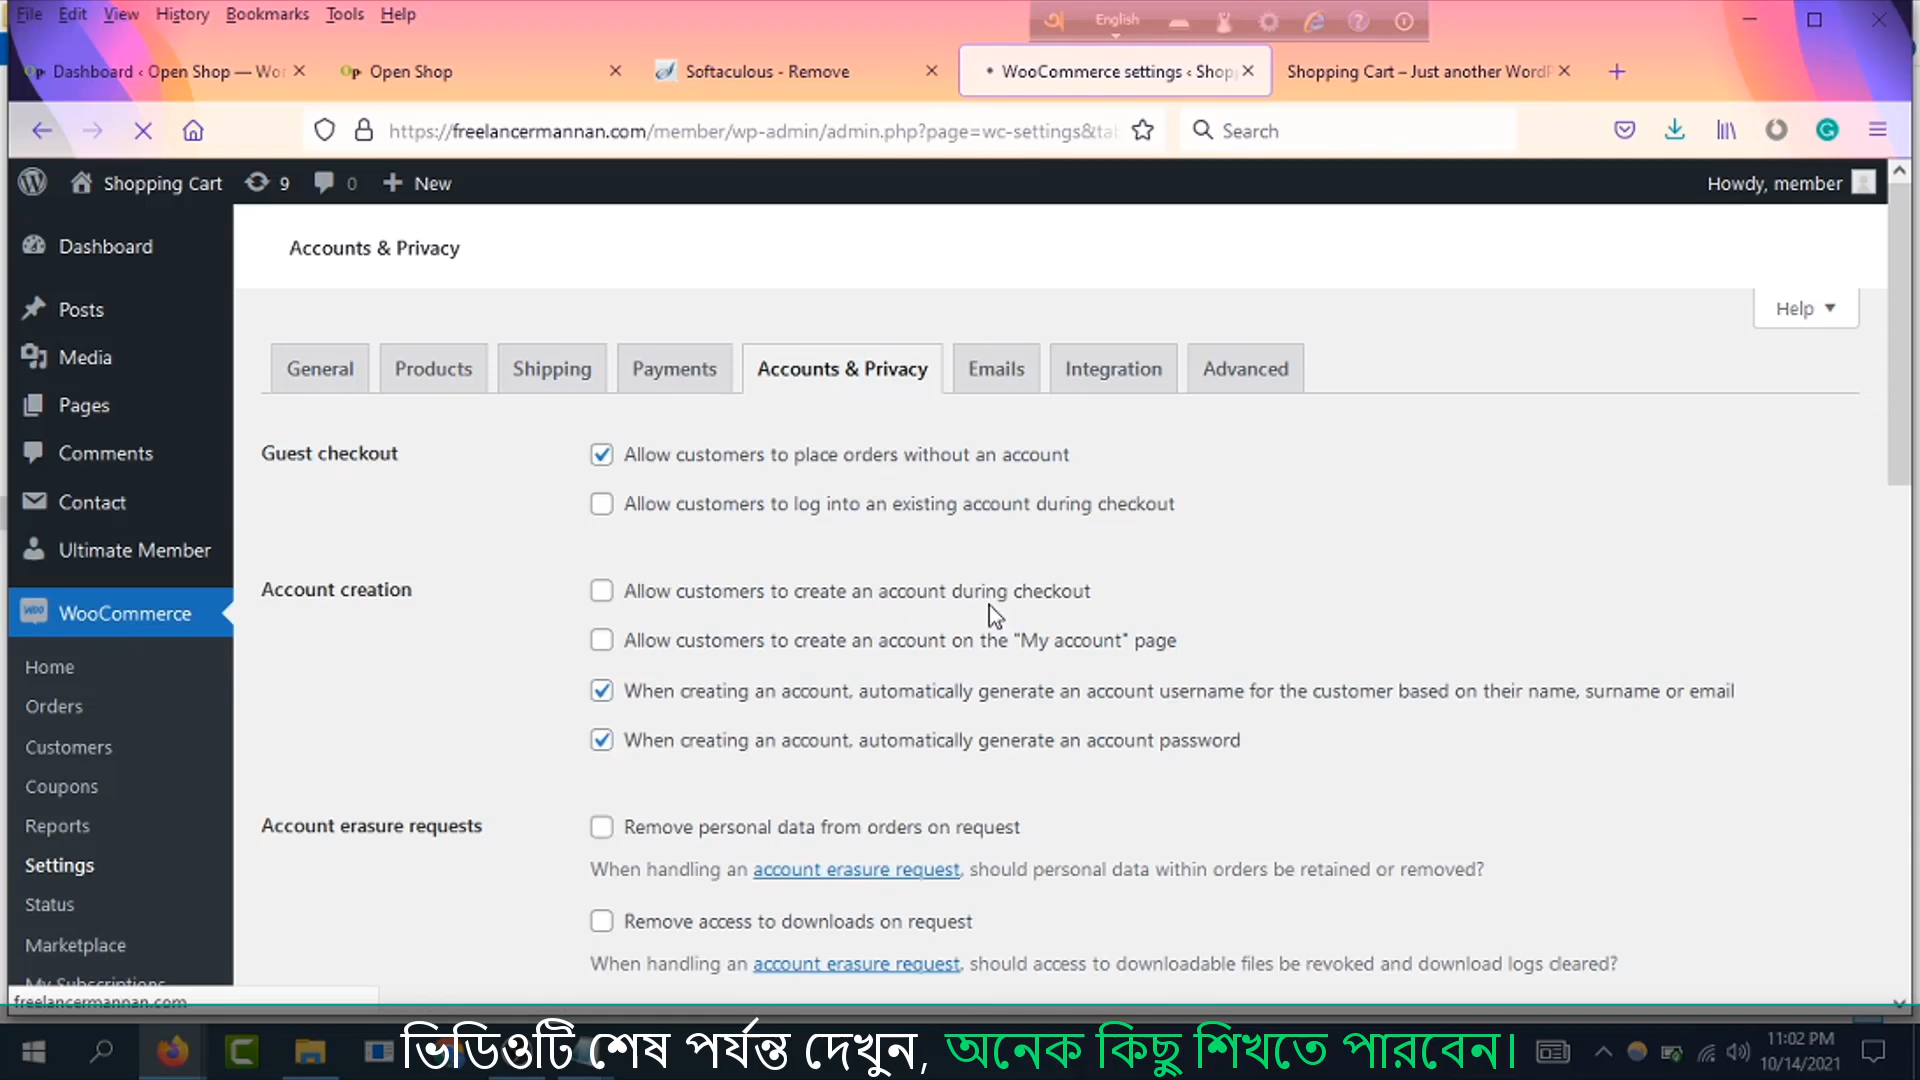 File Edit View History Bookmarks Tools Help
English
Dashboard ‹ Open Shop — Wo
Open Shop
Softaculous - Remove
WooCommerce settings ‹ Shop
Shopping Cart – Just another WordP
https://freelancermannan.com/member/wp-admin/admin.php?page=wc-settings&ta
Search
Shopping Cart 9 0 New
Howdy, member
Dashboard
Posts
Media
Pages
Comments
Contact
Ultimate Member
WooCommerce
Home
Orders
Customers
Coupons
Reports
Settings
Status
Marketplace
My Subscriptions
freelancermannan.com
Accounts & Privacy
Help
General Products Shipping Payments Accounts & Privacy Emails Integration Advanced
Guest checkout
Allow customers to place orders without an account
Allow customers to log into an existing account during checkout
Account creation
Allow customers to create an account during checkout
Allow customers to create an account on the "My account" page
When creating an account, automatically generate an account username for the customer based on their name, surname or email
When creating an account, automatically generate an account password
Account erasure requests
Remove personal data from orders on request
When handling an account erasure request, should personal data within orders be retained or removed?
Remove access to downloads on request
When handling an account erasure request, should access to downloadable files be revoked and download logs cleared?
ভিডিওটি শেষ পর্যন্ত দেখুন, অনেক কিছু শিখতে পারবেন।
11:02 PM
10/14/2021